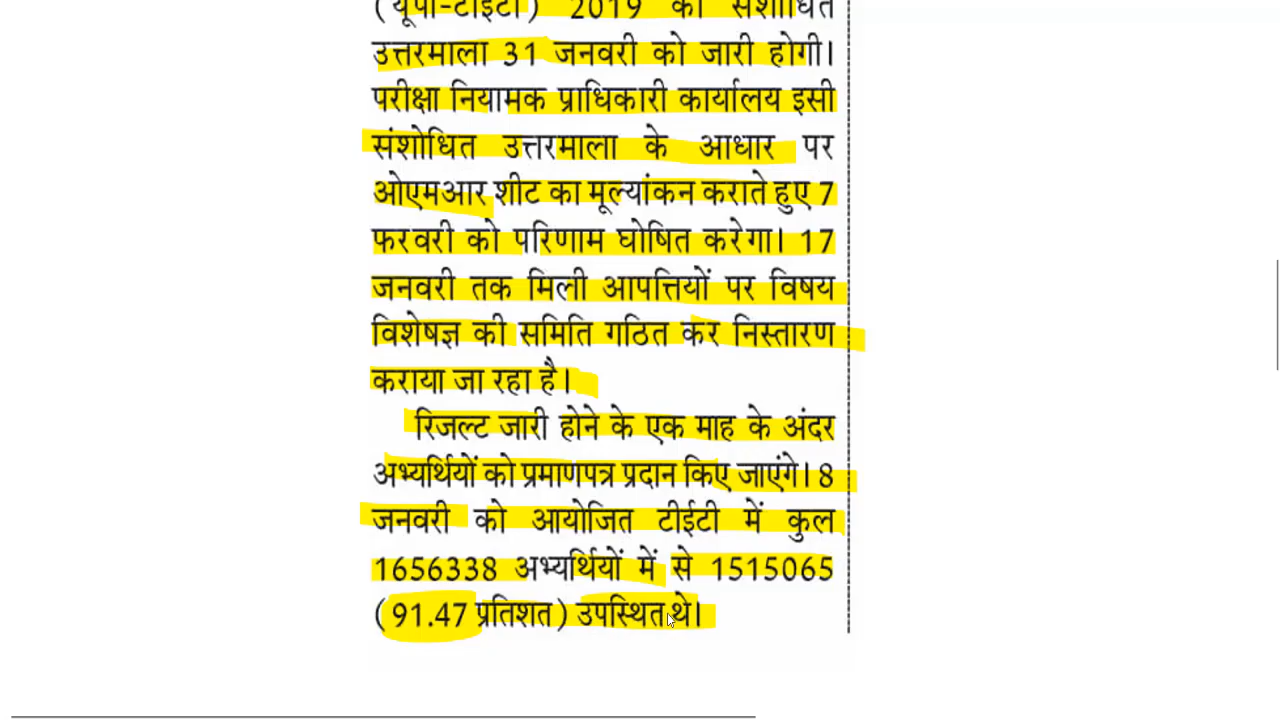 (यूपी-टीईटी) 2019 की संशोधित
उत्तरमाला 31 जनवरी को जारी होगी।
परीक्षा नियामक प्राधिकारी कार्यालय इसी
संशोधित उत्तरमाला के आधार पर
ओएमआर शीट का मूल्यांकन कराते हुए 7
फरवरी को परिणाम घोषित करेगा। 17
जनवरी तक मिली आपत्तियों पर विषय
विशेषज्ञ की समिति गठित कर निस्तारण
कराया जा रहा है।
रिजल्ट जारी होने के एक माह के अंदर
अभ्यर्थियों को प्रमाणपत्र प्रदान किए जाएंगे। 8
जनवरी को आयोजित टीईटी में कुल
1656338 अभ्यर्थियों में से 1515065
(91.47 प्रतिशत) उपस्थित थे।